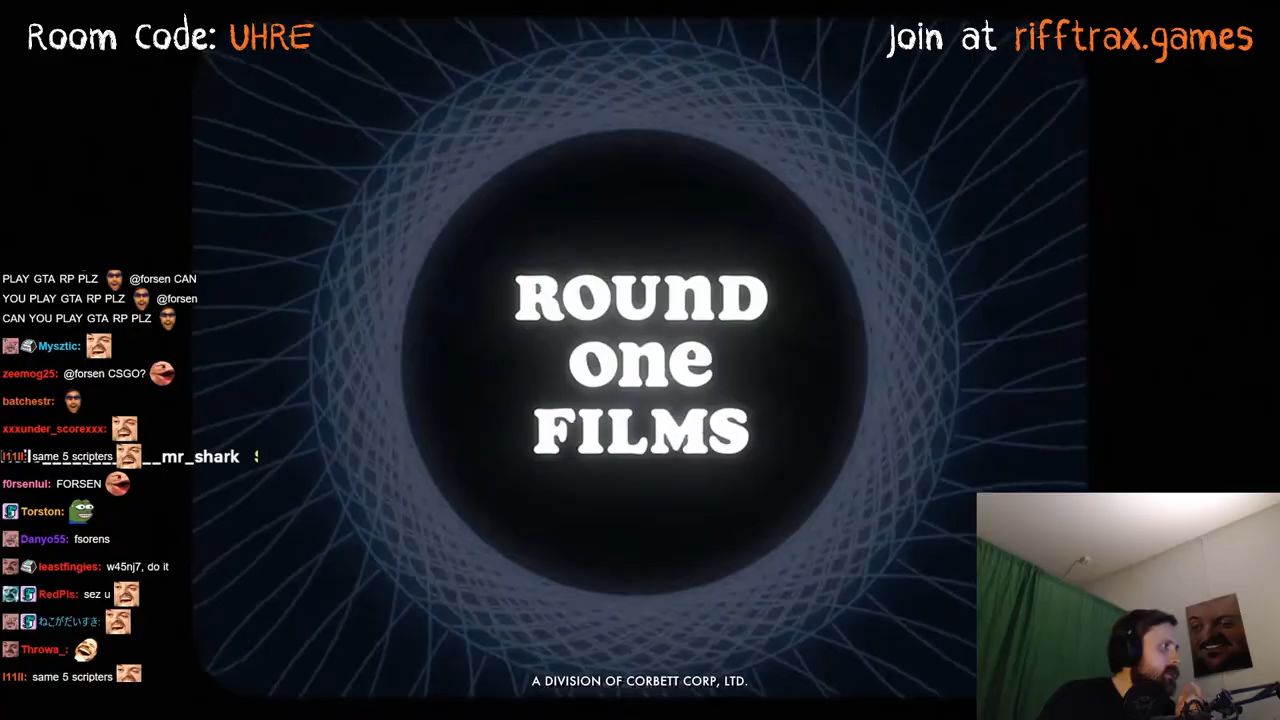 Room Code: UHRE
Join at rifftrax.games
ROUND
one
FILMS
A DIVISION OF CORBETT CORP, LTD.
PLAY GTA RP PLZ @forsen CAN
YOU PLAY GTA RP PLZ @forsen
CAN YOU PLAY GTA RP PLZ
Mysztic:
zeemog25: @forsen CSGO?
batchestr:
xxxunder_scorexxx:
same 5 scripters
mr_shark
f0rsenlul: FORSEN
Torston:
Danyo55: fsorens
leastfingies: w45nj7, do it
RedPls: sez u
ねこがだいすき:
Throwa_:
same 5 scripters